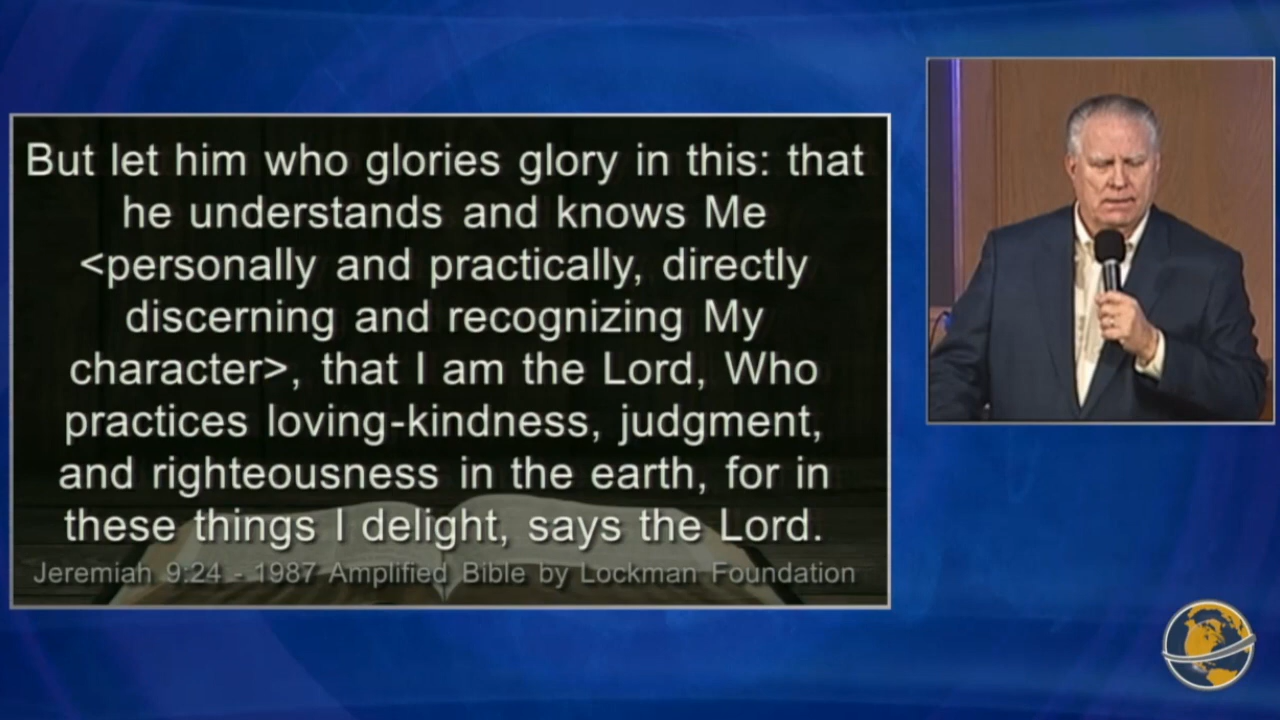 But let him who glories glory in this: that
he understands and knows Me
<personally and practically, directly
discerning and recognizing My
character>, that I am the Lord, Who
practices loving-kindness, judgment,
and righteousness in the earth, for in
these things I delight, says the Lord.
Jeremiah 9:24 - 1987 Amplified Bible by Lockman Foundation